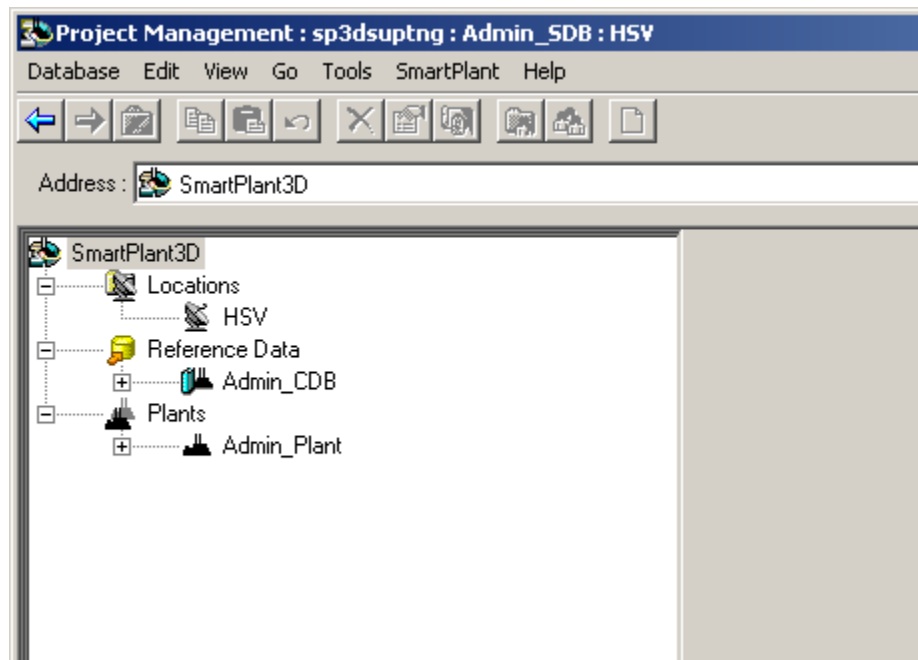 Project Management : sp3dsuptng : Admin_SDB : HSV
Database Edit View Go Tools SmartPlant Help
Address : SmartPlant3D
SmartPlant3D
Locations
HSV
Reference Data
Admin_CDB
Plants
Admin_Plant